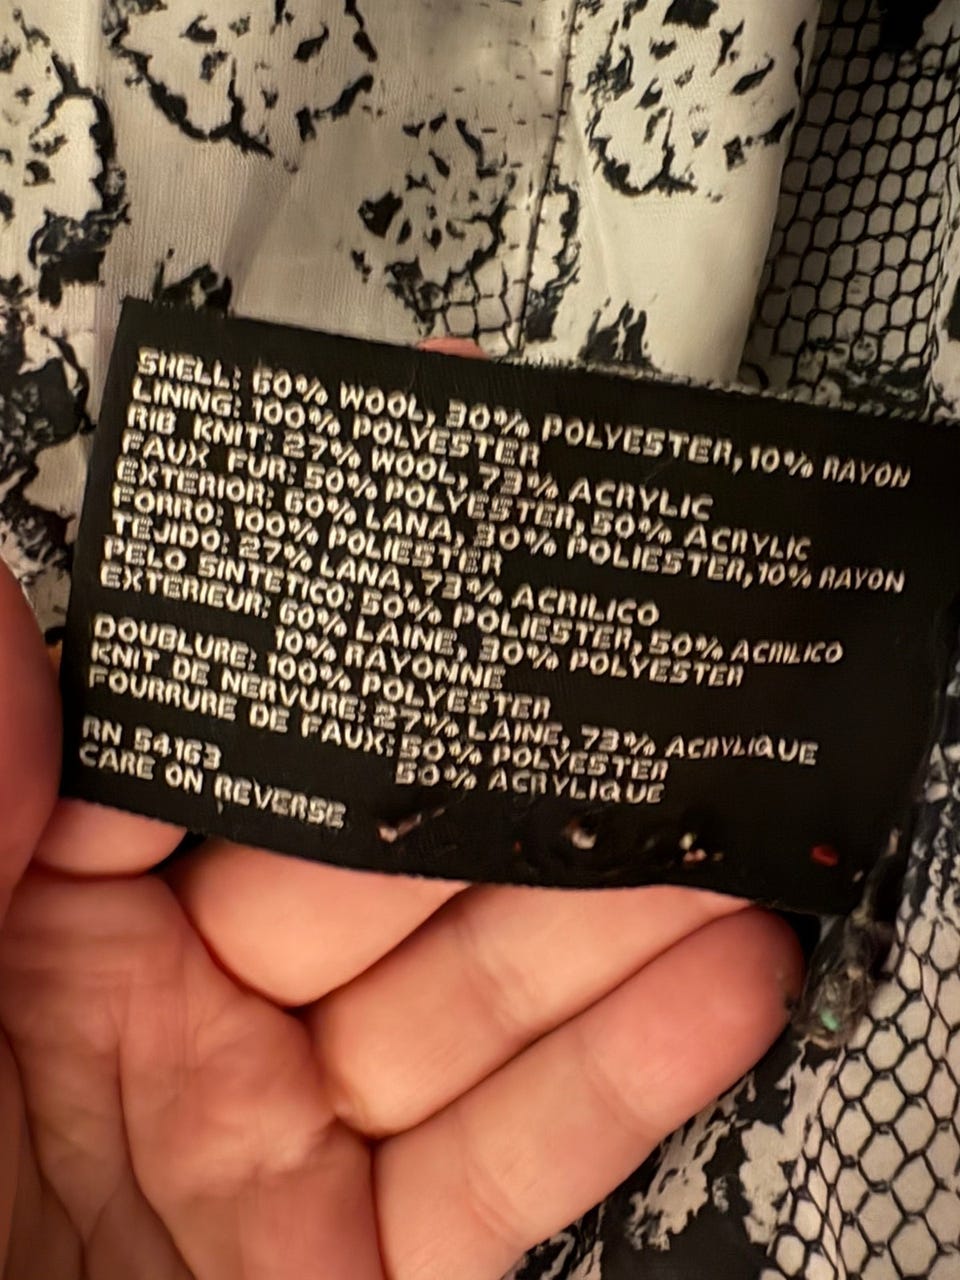 SHELL: 60% WOOL, 30% POLYESTER, 10% RAYON
LINING: 100% POLYESTER
RIB KNIT: 27% WOOL, 73% ACRYLIC
FAUX FUR: 50% POLYESTER, 50% ACRYLIC
EXTERIOR: 60% LANA, 30% POLIESTER, 10% RAYON
FORRO: 100% POLIESTER
TEJIDO: 27% LANA, 73% ACRILICO
PELO SINTETICO: 50% POLIESTER, 50% ACRILICO
EXTERIEUR: 60% LAINE, 30% POLYESTER
10% RAYONNE
DOUBLURE: 100% POLYESTER
KNIT DE NERVURE: 27% LAINE, 73% ACRYLIQUE
FOURRURE DE FAUX: 50% POLYESTER
50% ACRYLIQUE
RN 54163
CARE ON REVERSE